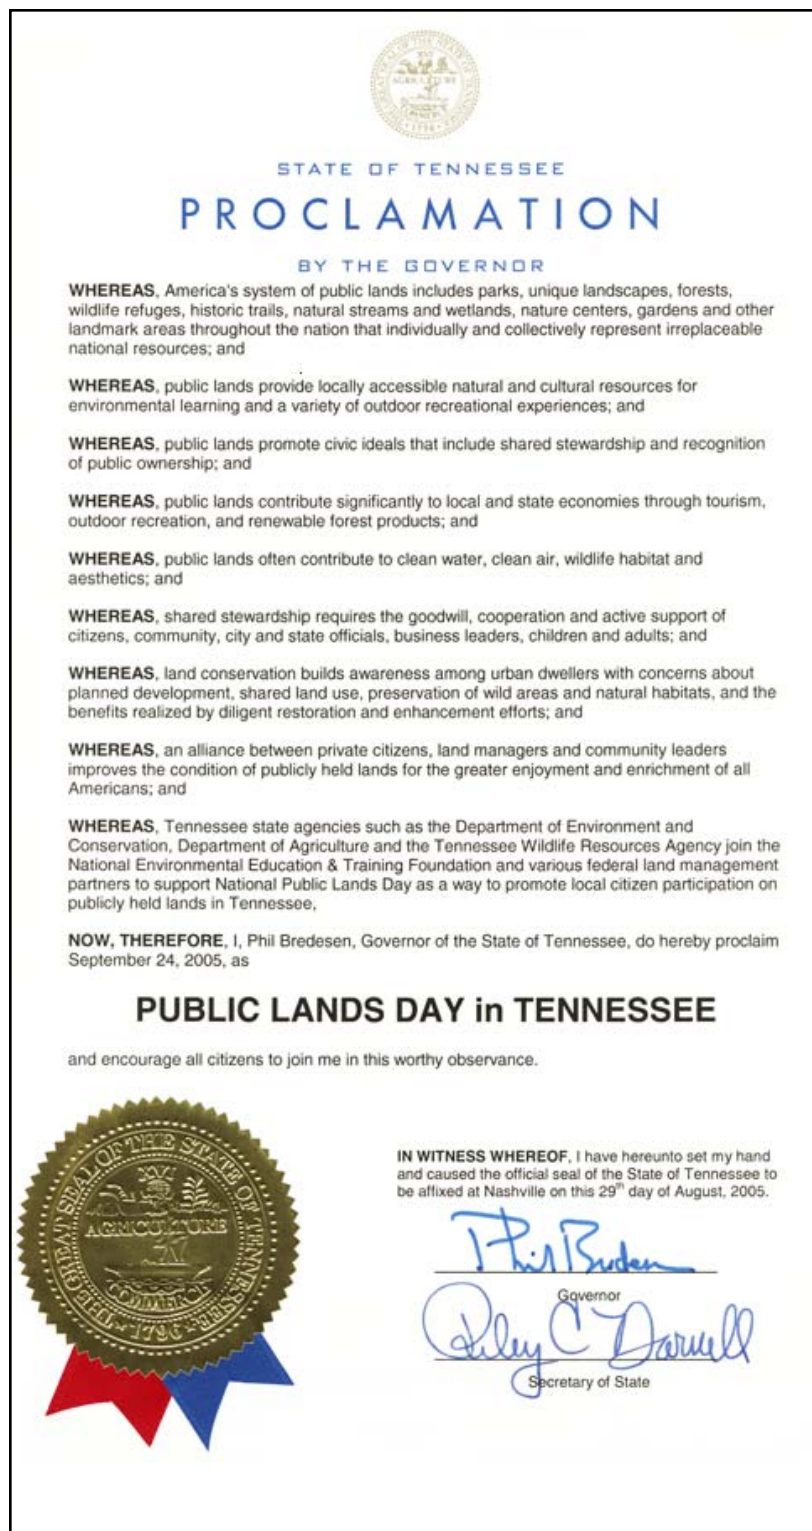 THE GREAT SEAL OF THE STATE OF TENNESSEE
XVI
AGRICULTURE
COMMERCE
1796
STATE OF TENNESSEE
PROCLAMATION
BY THE GOVERNOR
WHEREAS, America's system of public lands includes parks, unique landscapes, forests,
wildlife refuges, historic trails, natural streams and wetlands, nature centers, gardens and other
landmark areas throughout the nation that individually and collectively represent irreplaceable
national resources; and
WHEREAS, public lands provide locally accessible natural and cultural resources for
environmental learning and a variety of outdoor recreational experiences; and
WHEREAS, public lands promote civic ideals that include shared stewardship and recognition
of public ownership; and
WHEREAS, public lands contribute significantly to local and state economies through tourism,
outdoor recreation, and renewable forest products; and
WHEREAS, public lands often contribute to clean water, clean air, wildlife habitat and
aesthetics; and
WHEREAS, shared stewardship requires the goodwill, cooperation and active support of
citizens, community, city and state officials, business leaders, children and adults; and
WHEREAS, land conservation builds awareness among urban dwellers with concerns about
planned development, shared land use, preservation of wild areas and natural habitats, and the
benefits realized by diligent restoration and enhancement efforts; and
WHEREAS, an alliance between private citizens, land managers and community leaders
improves the condition of publicly held lands for the greater enjoyment and enrichment of all
Americans; and
WHEREAS, Tennessee state agencies such as the Department of Environment and
Conservation, Department of Agriculture and the Tennessee Wildlife Resources Agency join the
National Environmental Education & Training Foundation and various federal land management
partners to support National Public Lands Day as a way to promote local citizen participation on
publicly held lands in Tennessee,
NOW, THEREFORE, I, Phil Bredesen, Governor of the State of Tennessee, do hereby proclaim
September 24, 2005, as
PUBLIC LANDS DAY in TENNESSEE
and encourage all citizens to join me in this worthy observance.
THE GREAT SEAL OF THE STATE OF TENNESSEE
XVI
AGRICULTURE
COMMERCE
1796
IN WITNESS WHEREOF, I have hereunto set my hand
and caused the official seal of the State of Tennessee to
be affixed at Nashville on this 29th day of August, 2005.
Phil Bredesen
Governor
Riley C Darnell
Secretary of State